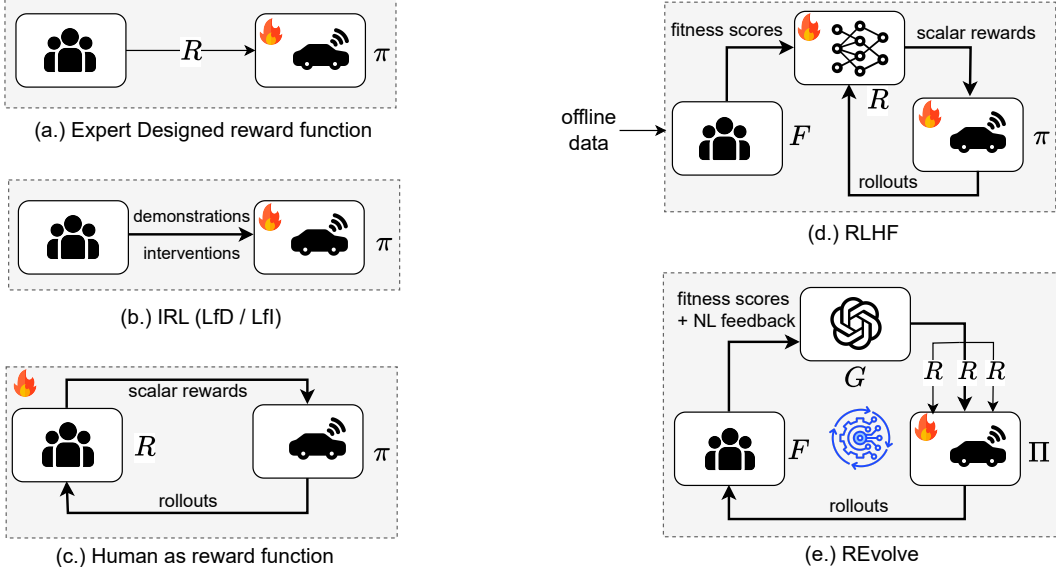 R
π
(a.) Expert Designed reward function
demonstrations
interventions
π
(b.) IRL (LfD / LfI)
scalar rewards
R
π
rollouts
(c.) Human as reward function
fitness scores
scalar rewards
R
offline
data
F
π
rollouts
(d.) RLHF
fitness scores
+ NL feedback
G
R R R
F
Π
rollouts
(e.) REvolve